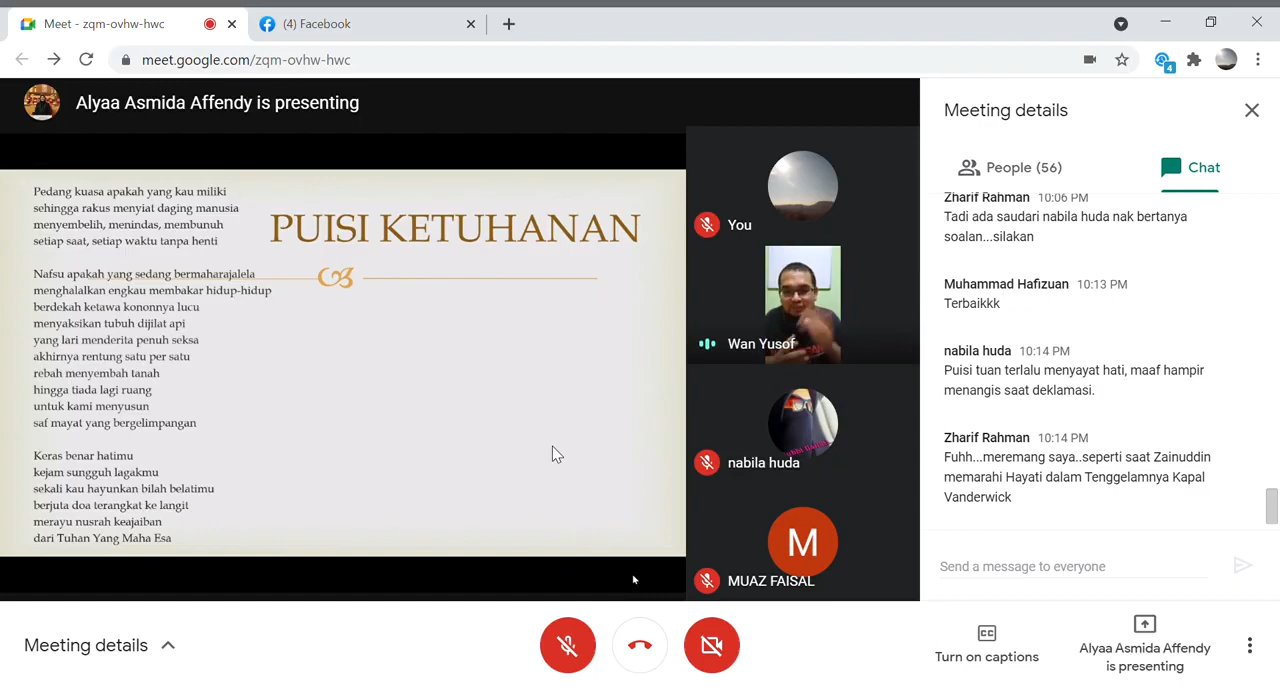 Meet - zqm-ovhw-hwc
(4) Facebook
meet.google.com/zqm-ovhw-hwc
4
Alyaa Asmida Affendy is presenting
Pedang kuasa apakah yang kau miliki
sehingga rakus menyiat daging manusia
menyembelih, menindas, membunuh
setiap saat, setiap waktu tanpa henti
PUISI KETUHANAN
Nafsu apakah yang sedang bermaharajalela
menghalalkan engkau membakar hidup-hidup
berdekah ketawa kononnya lucu
menyaksikan tubuh dijilat api
yang lari menderita penuh seksa
akhirnya rentung satu per satu
rebah menyembah tanah
hingga tiada lagi ruang
untuk kami menyusun
saf mayat yang bergelimpangan
Keras benar hatimu
kejam sungguh lagakmu
sekali kau hayunkan bilah belatimu
berjuta doa terangkat ke langit
merayu nusrah keajaiban
dari Tuhan Yang Maha Esa
You
Wan Yusof
nabila huda
M
MUAZ FAISAL
Meeting details
People (56)
Chat
Zharif Rahman 10:06 PM
Tadi ada saudari nabila huda nak bertanya
soalan...silakan
Muhammad Hafizuan 10:13 PM
Terbaikkk
nabila huda 10:14 PM
Puisi tuan terlalu menyayat hati, maaf hampir
menangis saat deklamasi.
Zharif Rahman 10:14 PM
Fuhh...meremang saya..seperti saat Zainuddin
memarahi Hayati dalam Tenggelamnya Kapal
Vanderwick
Send a message to everyone
Meeting details
CC
Turn on captions
Alyaa Asmida Affendy
is presenting